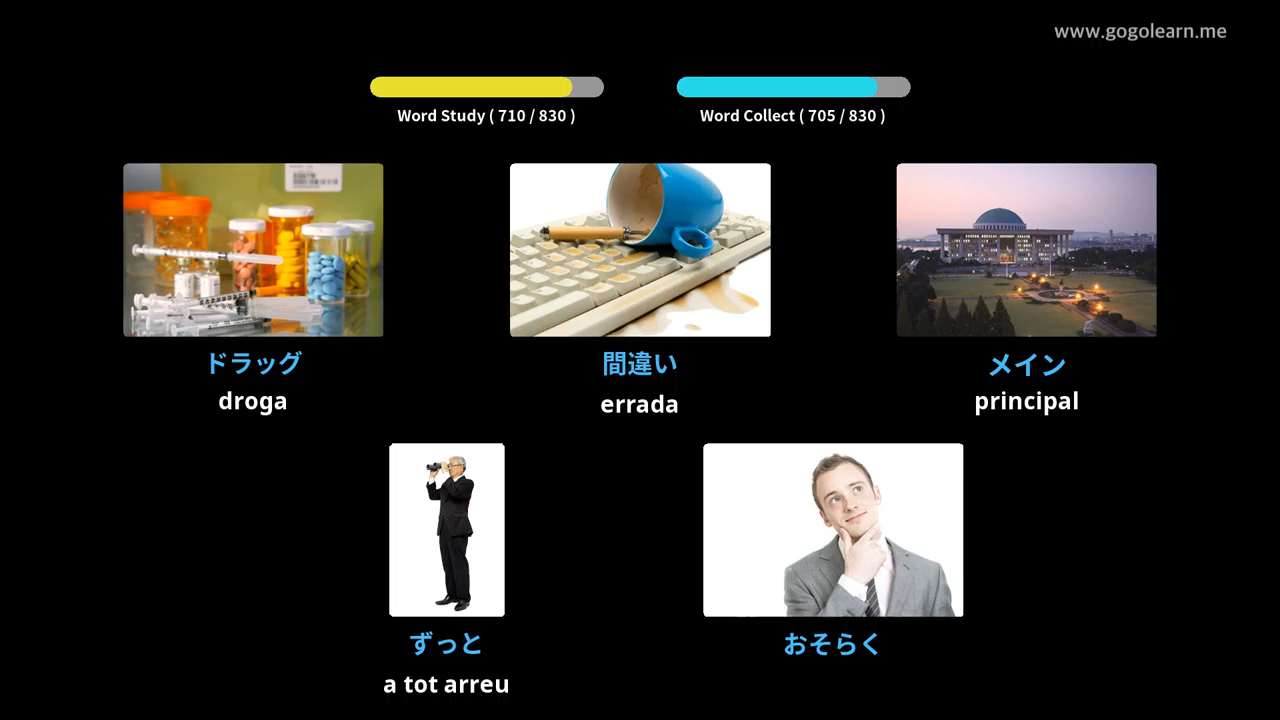 www.gogolearn.me
Word Study ( 710 / 830 )
Word Collect ( 705 / 830 )
ドラッグ
droga
間違い
errada
メイン
principal
ずっと
a tot arreu
おそらく